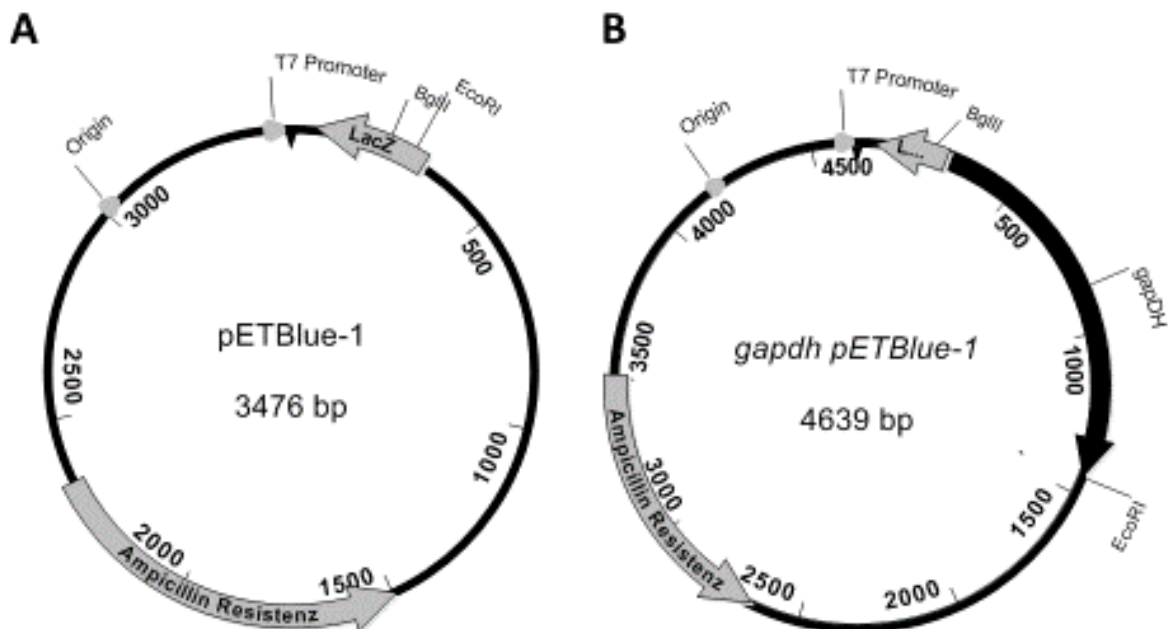 A
T7 Promoter
BglII
EcoRI
LacZ
Origin
3000
500
pETBlue-1
3476 bp
2500
1000
2000
1500
Ampicillin Resistenz
B
T7 Promoter
BglII
Origin
L...
4500
4000
500
gapDH
3500
1000
gapdh pETBlue-1
4639 bp
Ampicillin Resistenz
3000
1500
EcoRI
2500
2000